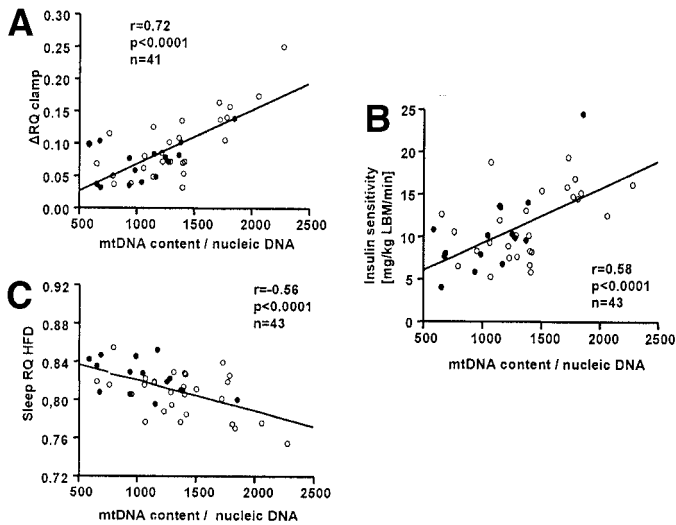 A
0.30
0.25
0.20
0.15
0.10
0.05
0.00
ΔRQ clamp
r=0.72
p<0.0001
n=41
500 1000 1500 2000 2500
mtDNA content / nucleic DNA
B
25
20
15
10
5
0
Insulin sensitivity
[mg/kg LBM/min]
r=0.58
p<0.0001
n=43
500 1000 1500 2000 2500
mtDNA content / nucleic DNA
C
0.92
0.88
0,84
0,80
0.76
0.72
Sleep RQ HFD
r=-0.56
p<0.0001
n=43
500 1000 1500 2000 2500
mtDNA content / nucleic DNA